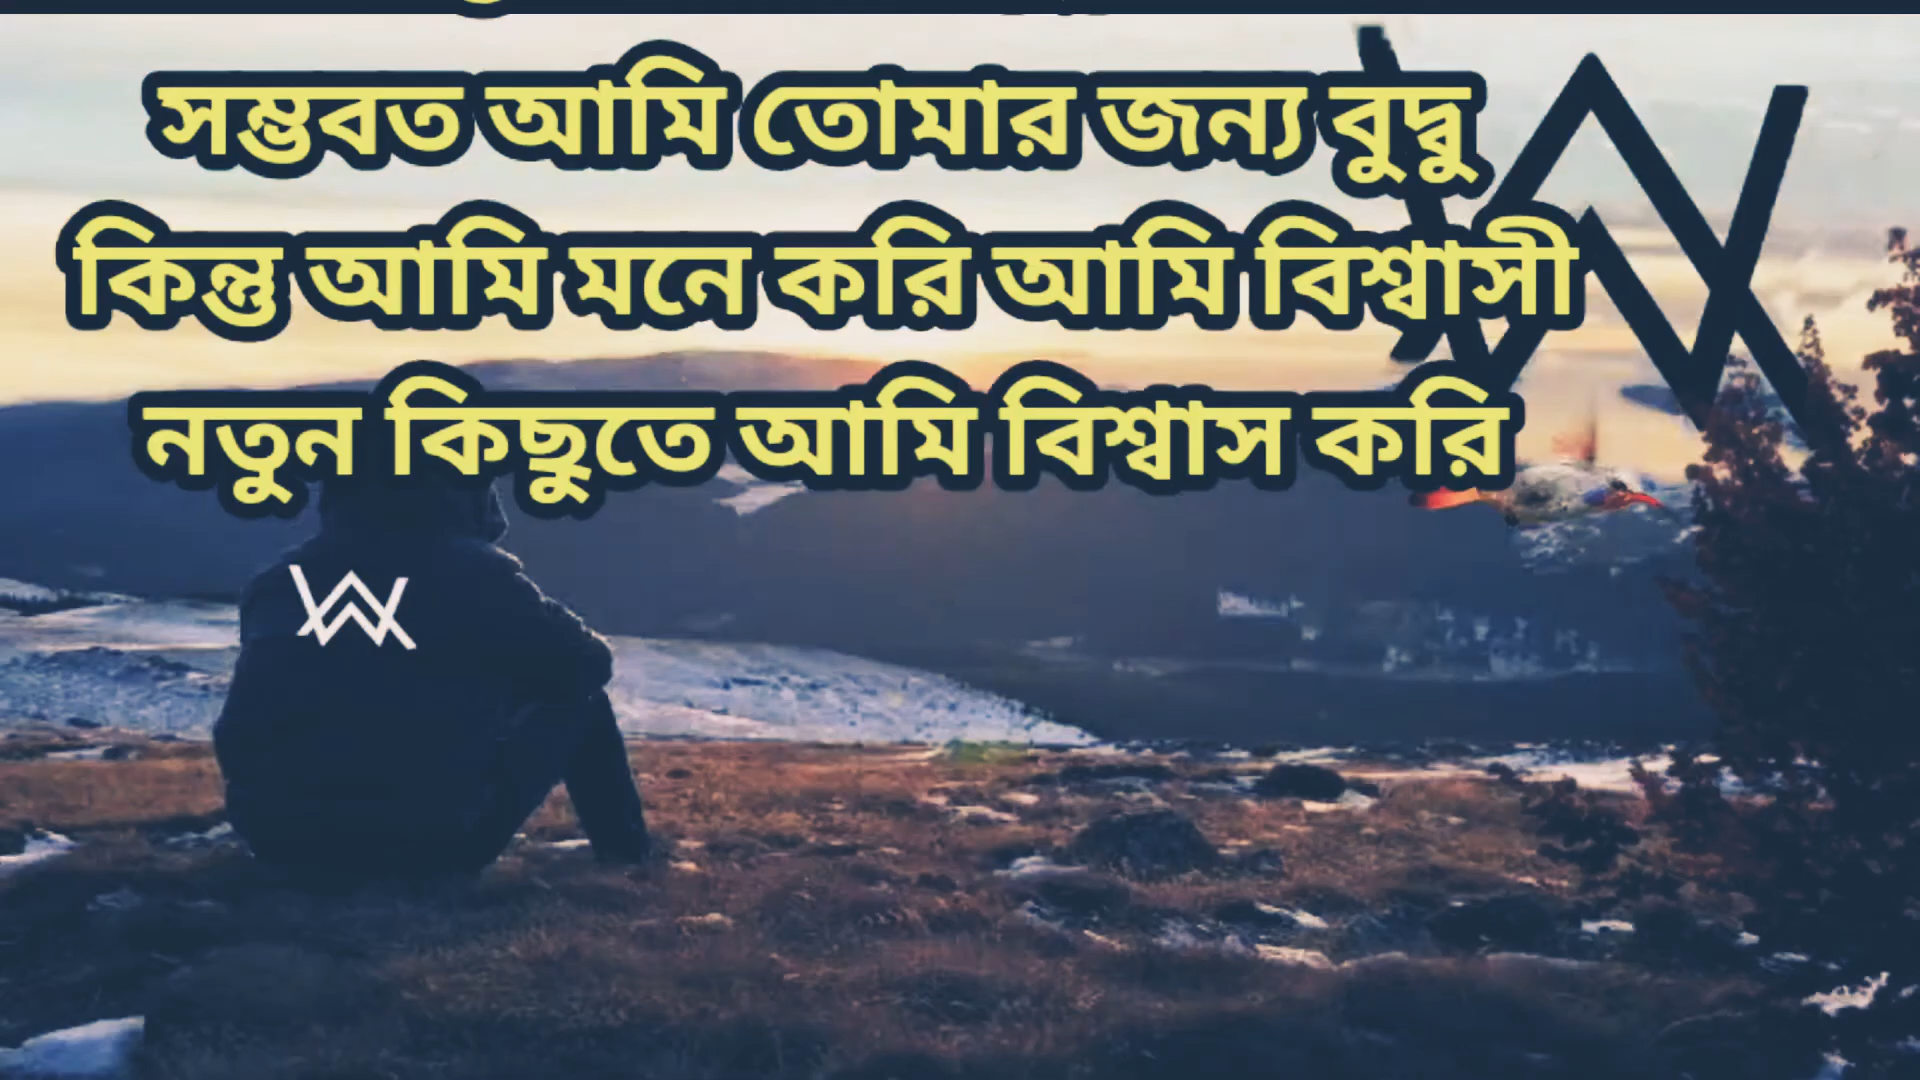 সম্ভবত আমি তোমার জন্য বুদ্বু
কিন্তু আমি মনে করি আমি বিশ্বাসী
নতুন কিছুতে আমি বিশ্বাস করি